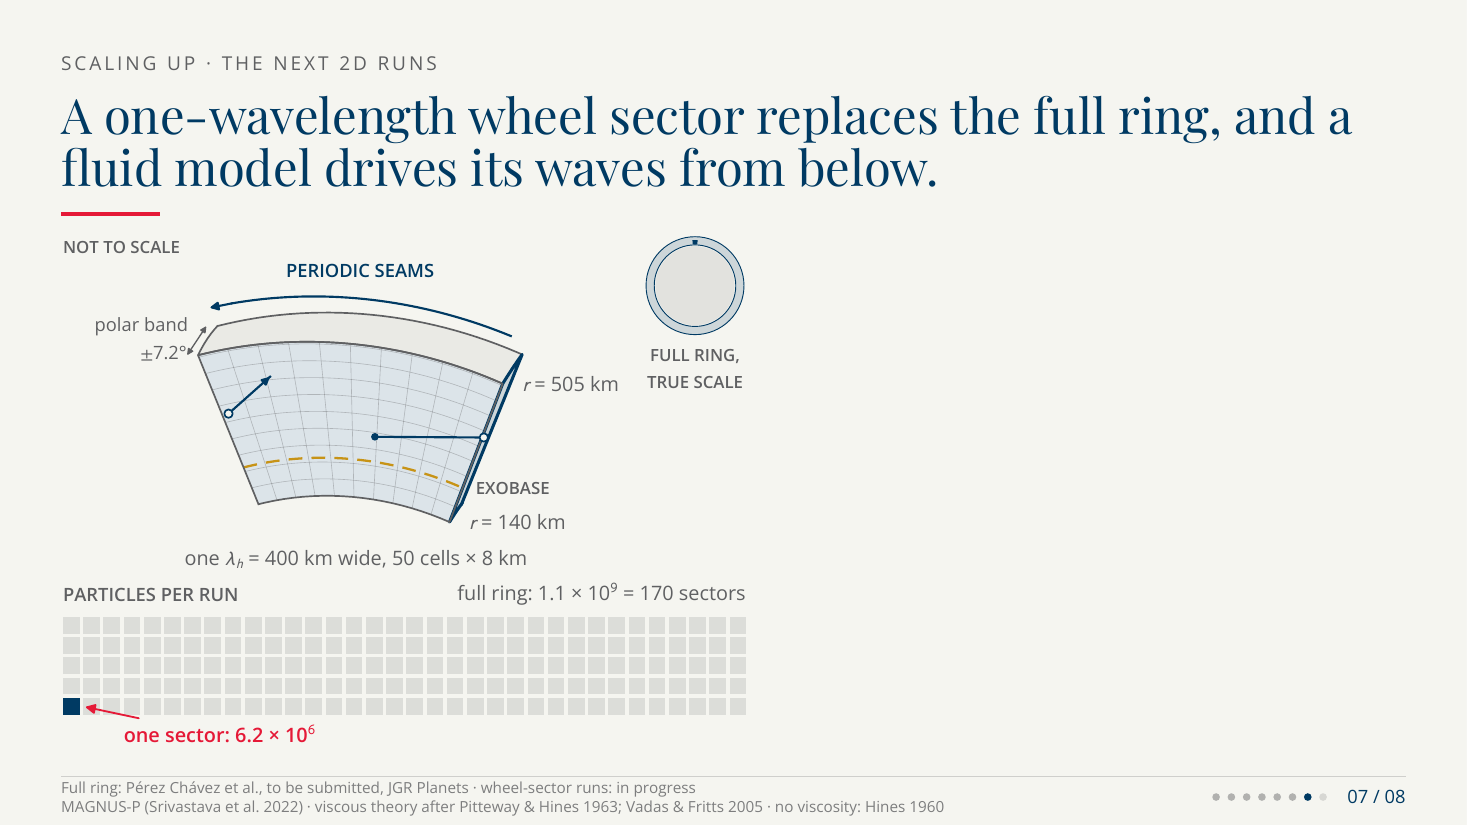 SCALING UP · THE NEXT 2D RUNS
A one-wavelength wheel sector replaces the full ring, and a
fluid model drives its waves from below.
NOT TO SCALE
PERIODIC SEAMS
polar band
±7.2°
r = 505 km
FULL RING,
TRUE SCALE
EXOBASE
r = 140 km
one λₕ = 400 km wide, 50 cells × 8 km
PARTICLES PER RUN
full ring: 1.1 × 10⁹ = 170 sectors
one sector: 6.2 × 10⁶
Full ring: Pérez Chávez et al., to be submitted, JGR Planets · wheel-sector runs: in progress
MAGNUS-P (Srivastava et al. 2022) · viscous theory after Pitteway & Hines 1963; Vadas & Fritts 2005 · no viscosity: Hines 1960
07 / 08